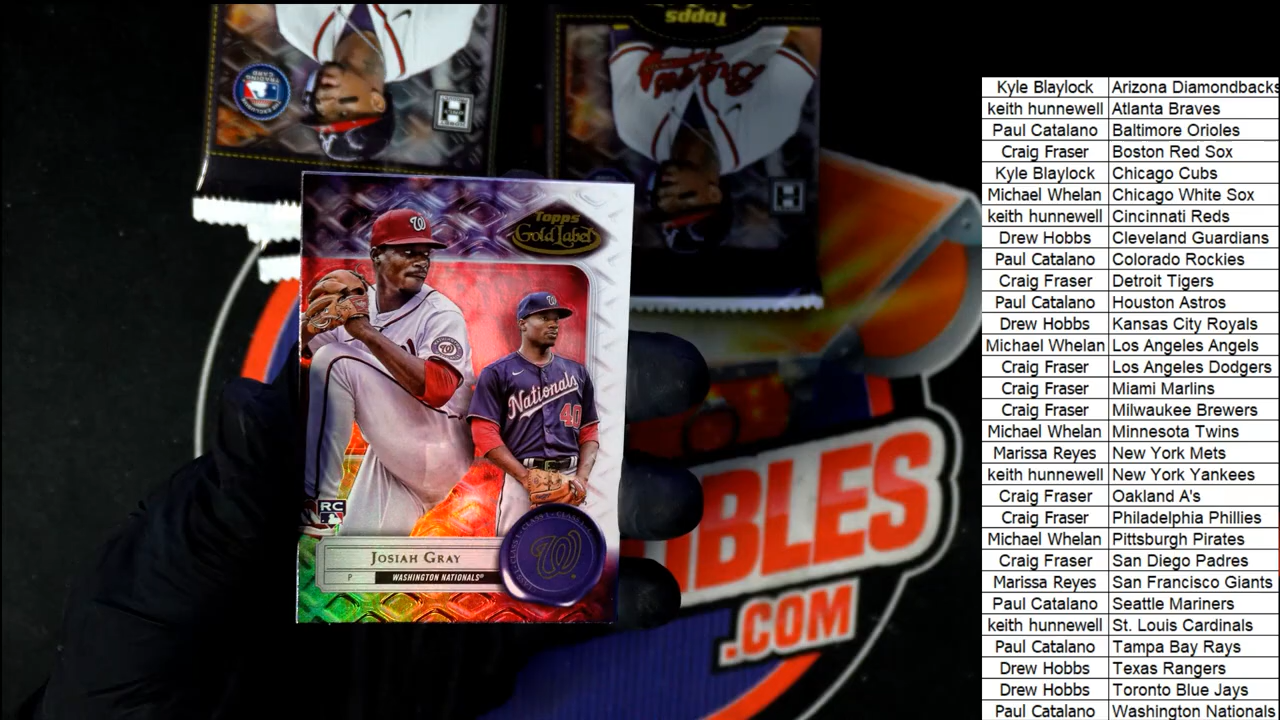 Topps
Braves
Topps
Gold Label
W
W
Nationals
40
RC
CLASS 1
W
JOSIAH GRAY
P
WASHINGTON NATIONALS®
IBLES
.COM
Kyle Blaylock Arizona Diamondbacks
keith hunnewell Atlanta Braves
Paul Catalano Baltimore Orioles
Craig Fraser Boston Red Sox
Kyle Blaylock Chicago Cubs
Michael Whelan Chicago White Sox
keith hunnewell Cincinnati Reds
Drew Hobbs Cleveland Guardians
Paul Catalano Colorado Rockies
Craig Fraser Detroit Tigers
Paul Catalano Houston Astros
Drew Hobbs Kansas City Royals
Michael Whelan Los Angeles Angels
Craig Fraser Los Angeles Dodgers
Craig Fraser Miami Marlins
Craig Fraser Milwaukee Brewers
Michael Whelan Minnesota Twins
Marissa Reyes New York Mets
keith hunnewell New York Yankees
Craig Fraser Oakland A's
Craig Fraser Philadelphia Phillies
Michael Whelan Pittsburgh Pirates
Craig Fraser San Diego Padres
Marissa Reyes San Francisco Giants
Paul Catalano Seattle Mariners
keith hunnewell St. Louis Cardinals
Paul Catalano Tampa Bay Rays
Drew Hobbs Texas Rangers
Drew Hobbs Toronto Blue Jays
Paul Catalano Washington Nationals